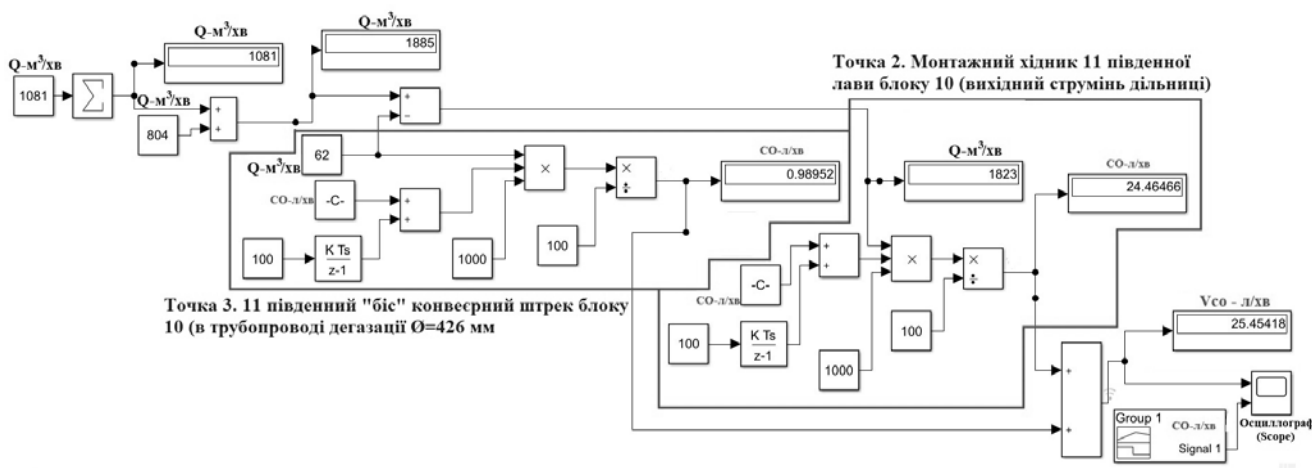 Q-м³/хв
1885
Q-м³/хв
1081
Q-м³/хв
1081
Σ
Q-м³/хв
804
+
+
+
−
Точка 2. Монтажний хідник 11 південної
лави блоку 10 (вихідний струмінь дільниці)
62
Q-м³/хв
CO-л/хв
-C-
+
+
100
K Ts
z-1
1000
×
100
×
÷
CO-л/хв
0.98952
Q-м³/хв
1823
CO-л/хв
24.46466
Точка 3. 11 південний "біс" конвеєрний штрек блоку
10 (в трубопроводі дегазації Ø=426 мм
-C-
CO-л/хв
+
+
100
K Ts
z-1
1000
×
100
×
÷
Vco - л/хв
25.45418
+
+
Group 1
CO-л/хв
Signal 1
Осциллограф
(Scope)